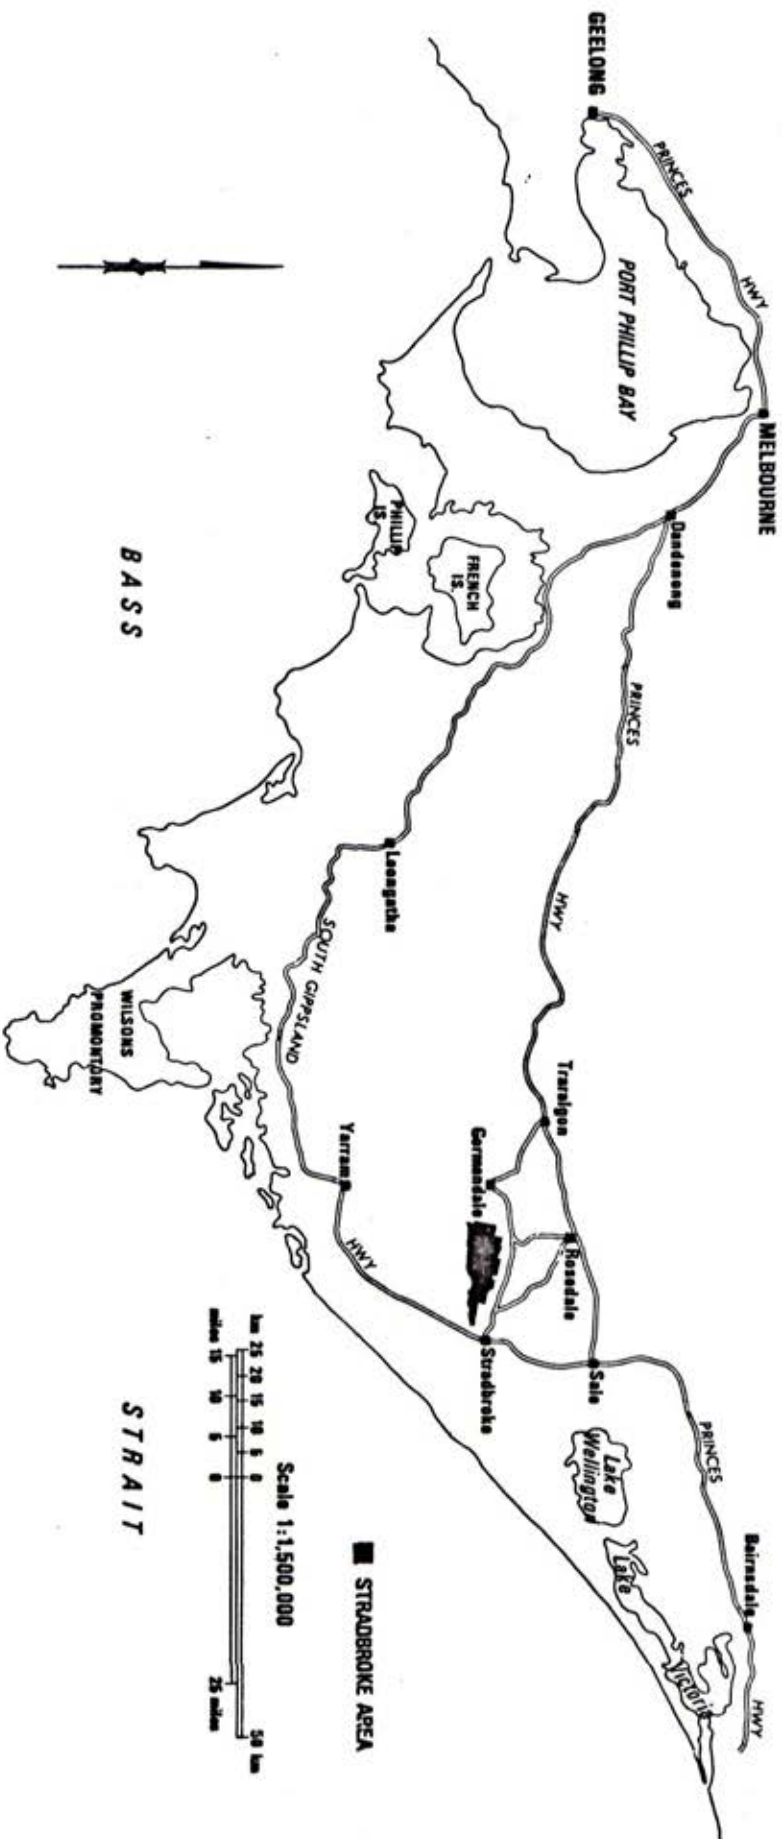 GEELONG
PRINCES
HWY
MELBOURNE
PORT PHILLIP BAY
Dandenong
PRINCES
HWY
PHILLIP
IS.
FRENCH
IS.
Leongatha
SOUTH GIPPSLAND
HWY
WILSONS
PROMONTORY
Yarram
Traralgon
Gormandale
Rosedale
Stradbroke
Sale
PRINCES
HWY
Bairnsdale
Lake
Wellington
Lake
Victoria
BASS
STRAIT
STRADBROKE AREA
Scale 1:1,500,000
km 25 20 15 10 5 0 50 km
miles 15 10 5 0 25 miles